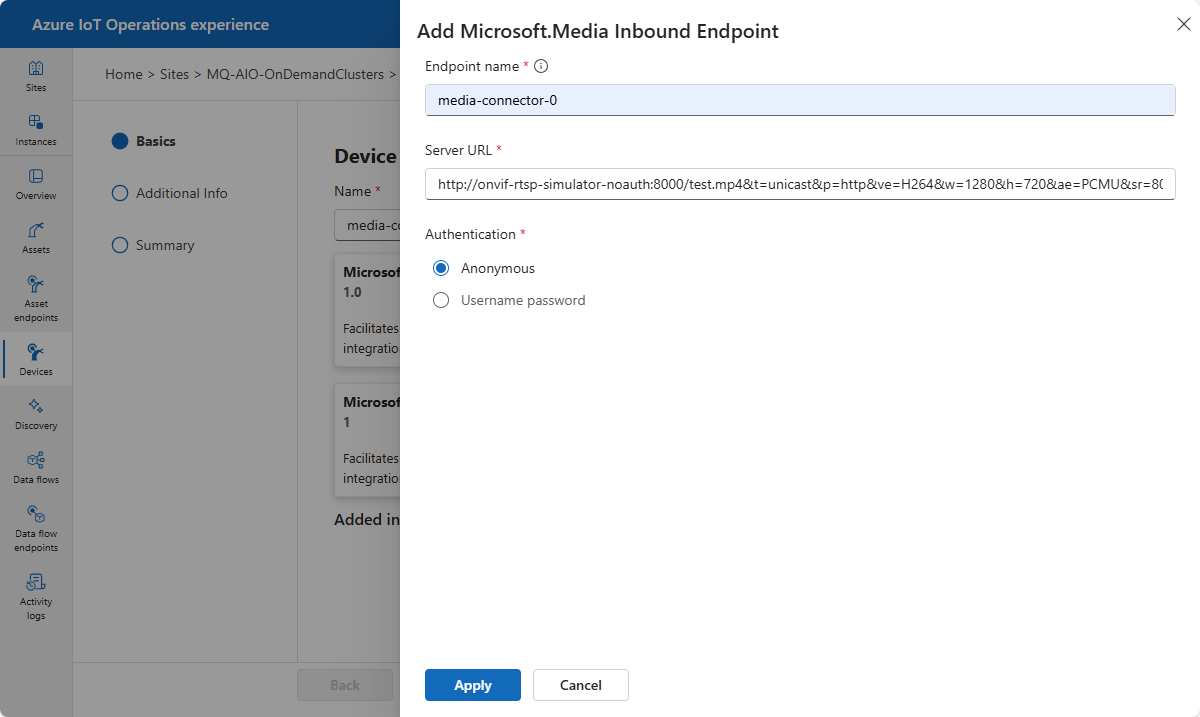 Azure IoT Operations experience
Sites
Instances
Overview
Assets
Asset
endpoints
Devices
Discovery
Data flows
Data flow
endpoints
Activity
logs
Home > Sites > MQ-AIO-OnDemandClusters >
Basics
Additional Info
Summary
Device
Name *
media-co
Microsof
1.0
Facilitates
integratio
Microsof
1
Facilitates
integratio
Added in
Back
Add Microsoft.Media Inbound Endpoint
Endpoint name *
media-connector-0
Server URL *
http://onvif-rtsp-simulator-noauth:8000/test.mp4&t=unicast&p=http&ve=H264&w=1280&h=720&ae=PCMU&sr=80
Authentication *
Anonymous
Username password
Apply
Cancel